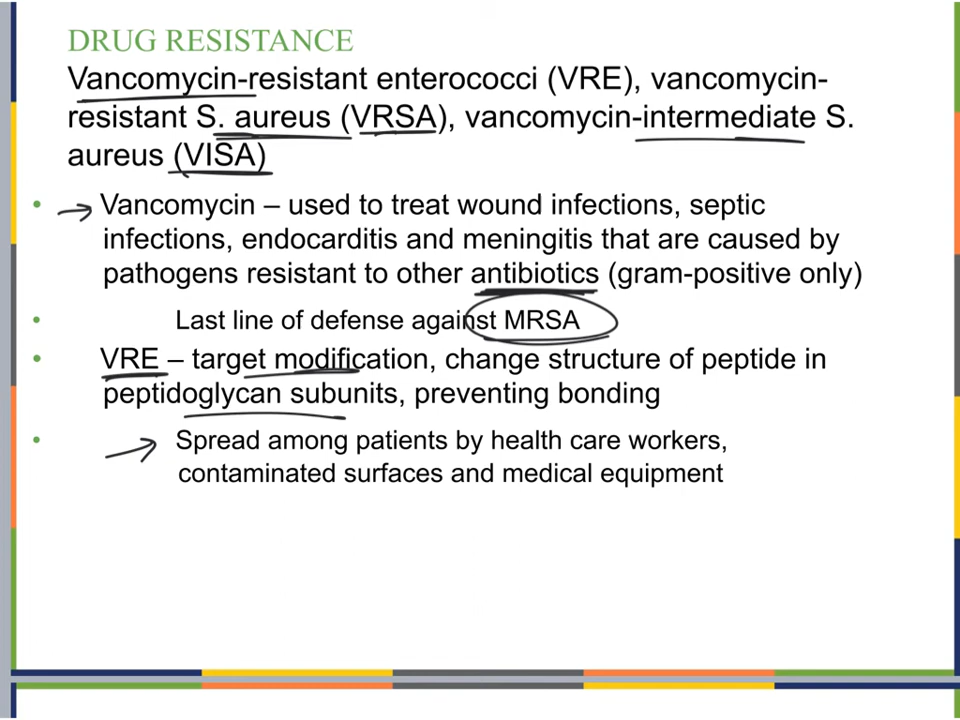 DRUG RESISTANCE
Vancomycin-resistant enterococci (VRE), vancomycin-
resistant S. aureus (VRSA), vancomycin-intermediate S.
aureus (VISA)
• Vancomycin – used to treat wound infections, septic
infections, endocarditis and meningitis that are caused by
pathogens resistant to other antibiotics (gram-positive only)
• Last line of defense against MRSA
• VRE – target modification, change structure of peptide in
peptidoglycan subunits, preventing bonding
• Spread among patients by health care workers,
contaminated surfaces and medical equipment